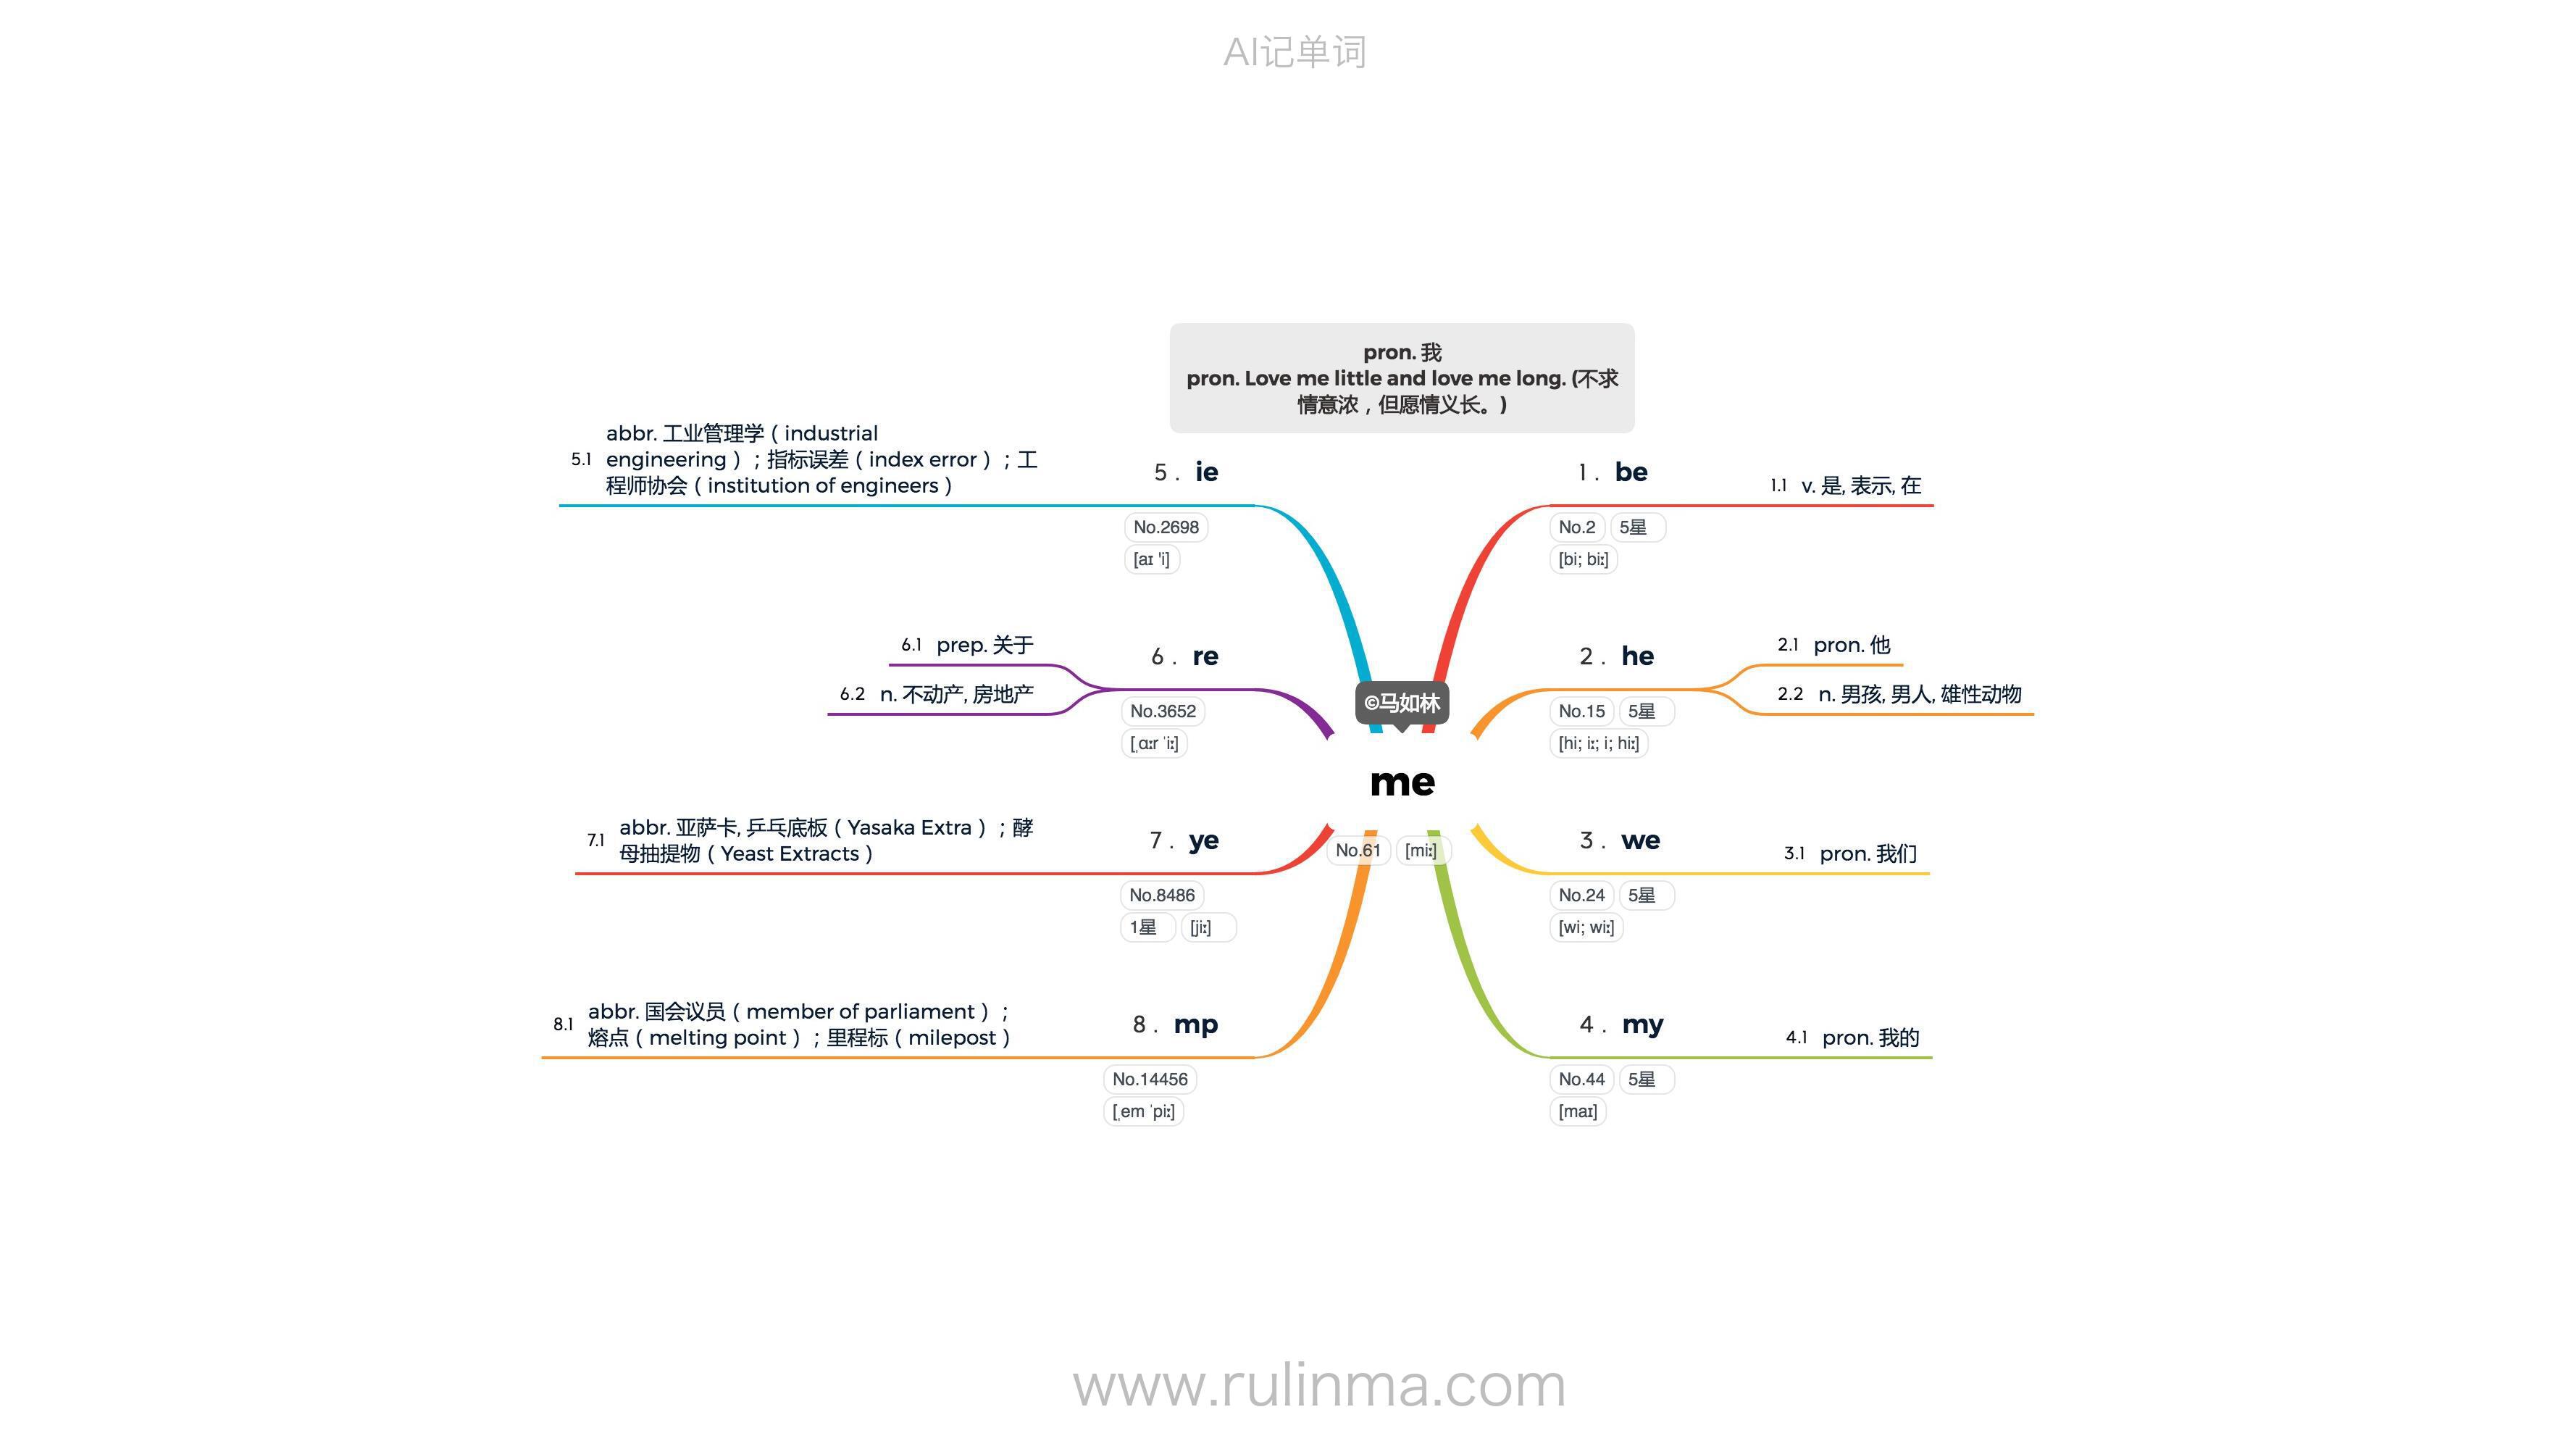 AI记单词
pron. 我
pron. Love me little and love me long. (不求
情意浓，但愿情义长。)
©马如林
me
No.61 [miː]
1 . be
No.2 5星
[bi; biː]
1.1 v. 是, 表示, 在
2 . he
No.15 5星
[hi; iː; i; hiː]
2.1 pron. 他
2.2 n. 男孩, 男人, 雄性动物
3 . we
No.24 5星
[wi; wiː]
3.1 pron. 我们
4 . my
No.44 5星
[maɪ]
4.1 pron. 我的
5 . ie
No.2698
[aɪ 'i]
5.1 abbr. 工业管理学（industrial
engineering）；指标误差（index error）；工
程师协会（institution of engineers）
6 . re
No.3652
[ˌɑːr ˈiː]
6.1 prep. 关于
6.2 n. 不动产, 房地产
7 . ye
No.8486
1星 [jiː]
7.1 abbr. 亚萨卡, 乒乓底板（Yasaka Extra）；酵
母抽提物（Yeast Extracts）
8 . mp
No.14456
[ˌem ˈpiː]
8.1 abbr. 国会议员（member of parliament）；
熔点（melting point）；里程标（milepost）
www.rulinma.com